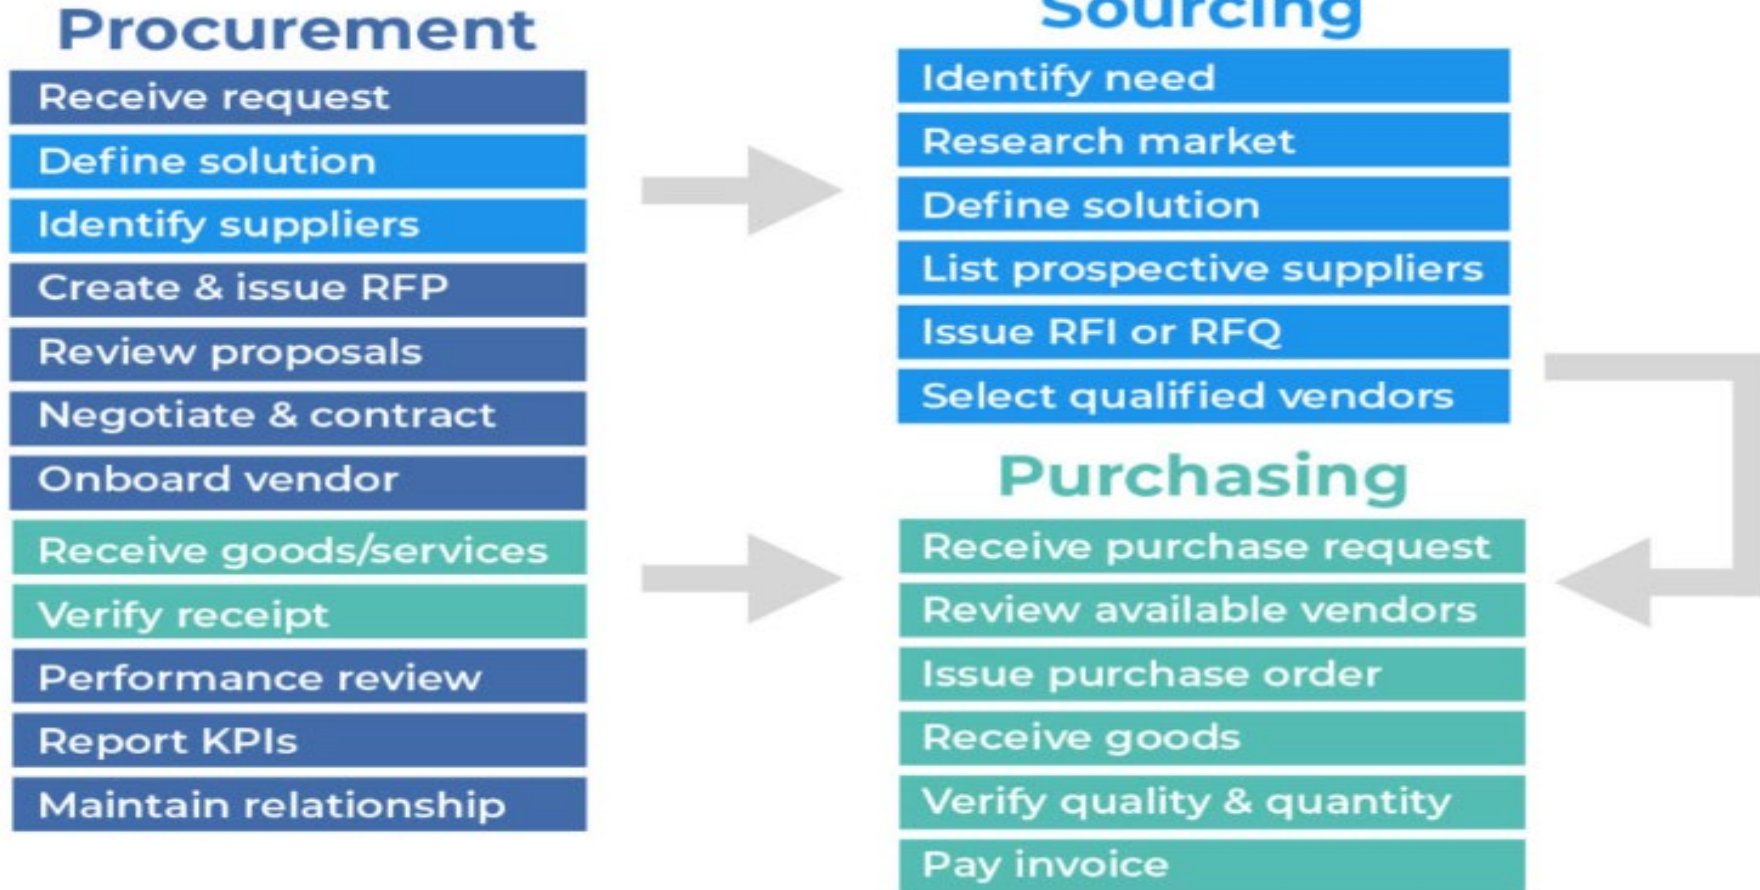 Procurement
Receive request
Define solution
Identify suppliers
Create & issue RFP
Review proposals
Negotiate & contract
Onboard vendor
Receive goods/services
Verify receipt
Performance review
Report KPIs
Maintain relationship
Sourcing
Identify need
Research market
Define solution
List prospective suppliers
Issue RFI or RFQ
Select qualified vendors
Purchasing
Receive purchase request
Review available vendors
Issue purchase order
Receive goods
Verify quality & quantity
Pay invoice